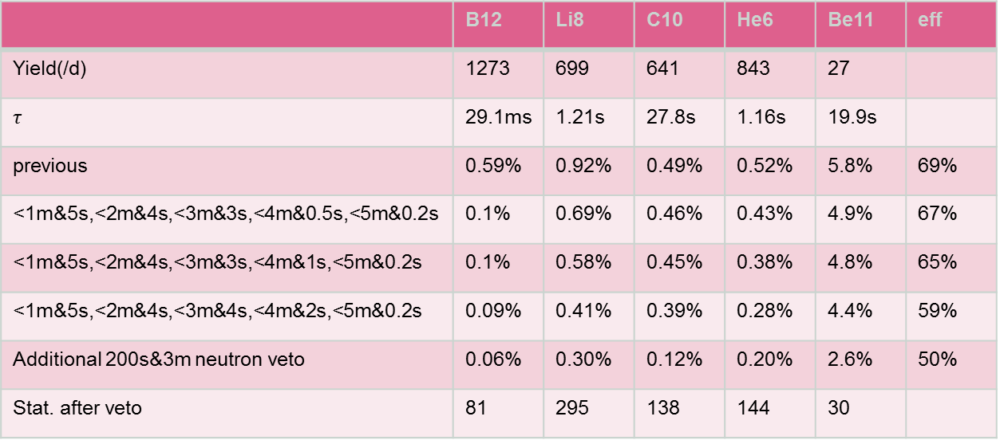 B12 Li8 C10 He6 Be11 eff
Yield(/d) 1273 699 641 843 27
τ 29.1ms 1.21s 27.8s 1.16s 19.9s
previous 0.59% 0.92% 0.49% 0.52% 5.8% 69%
<1m&5s,<2m&4s,<3m&3s,<4m&0.5s,<5m&0.2s 0.1% 0.69% 0.46% 0.43% 4.9% 67%
<1m&5s,<2m&4s,<3m&3s,<4m&1s,<5m&0.2s 0.1% 0.58% 0.45% 0.38% 4.8% 65%
<1m&5s,<2m&4s,<3m&4s,<4m&2s,<5m&0.2s 0.09% 0.41% 0.39% 0.28% 4.4% 59%
Additional 200s&3m neutron veto 0.06% 0.30% 0.12% 0.20% 2.6% 50%
Stat. after veto 81 295 138 144 30